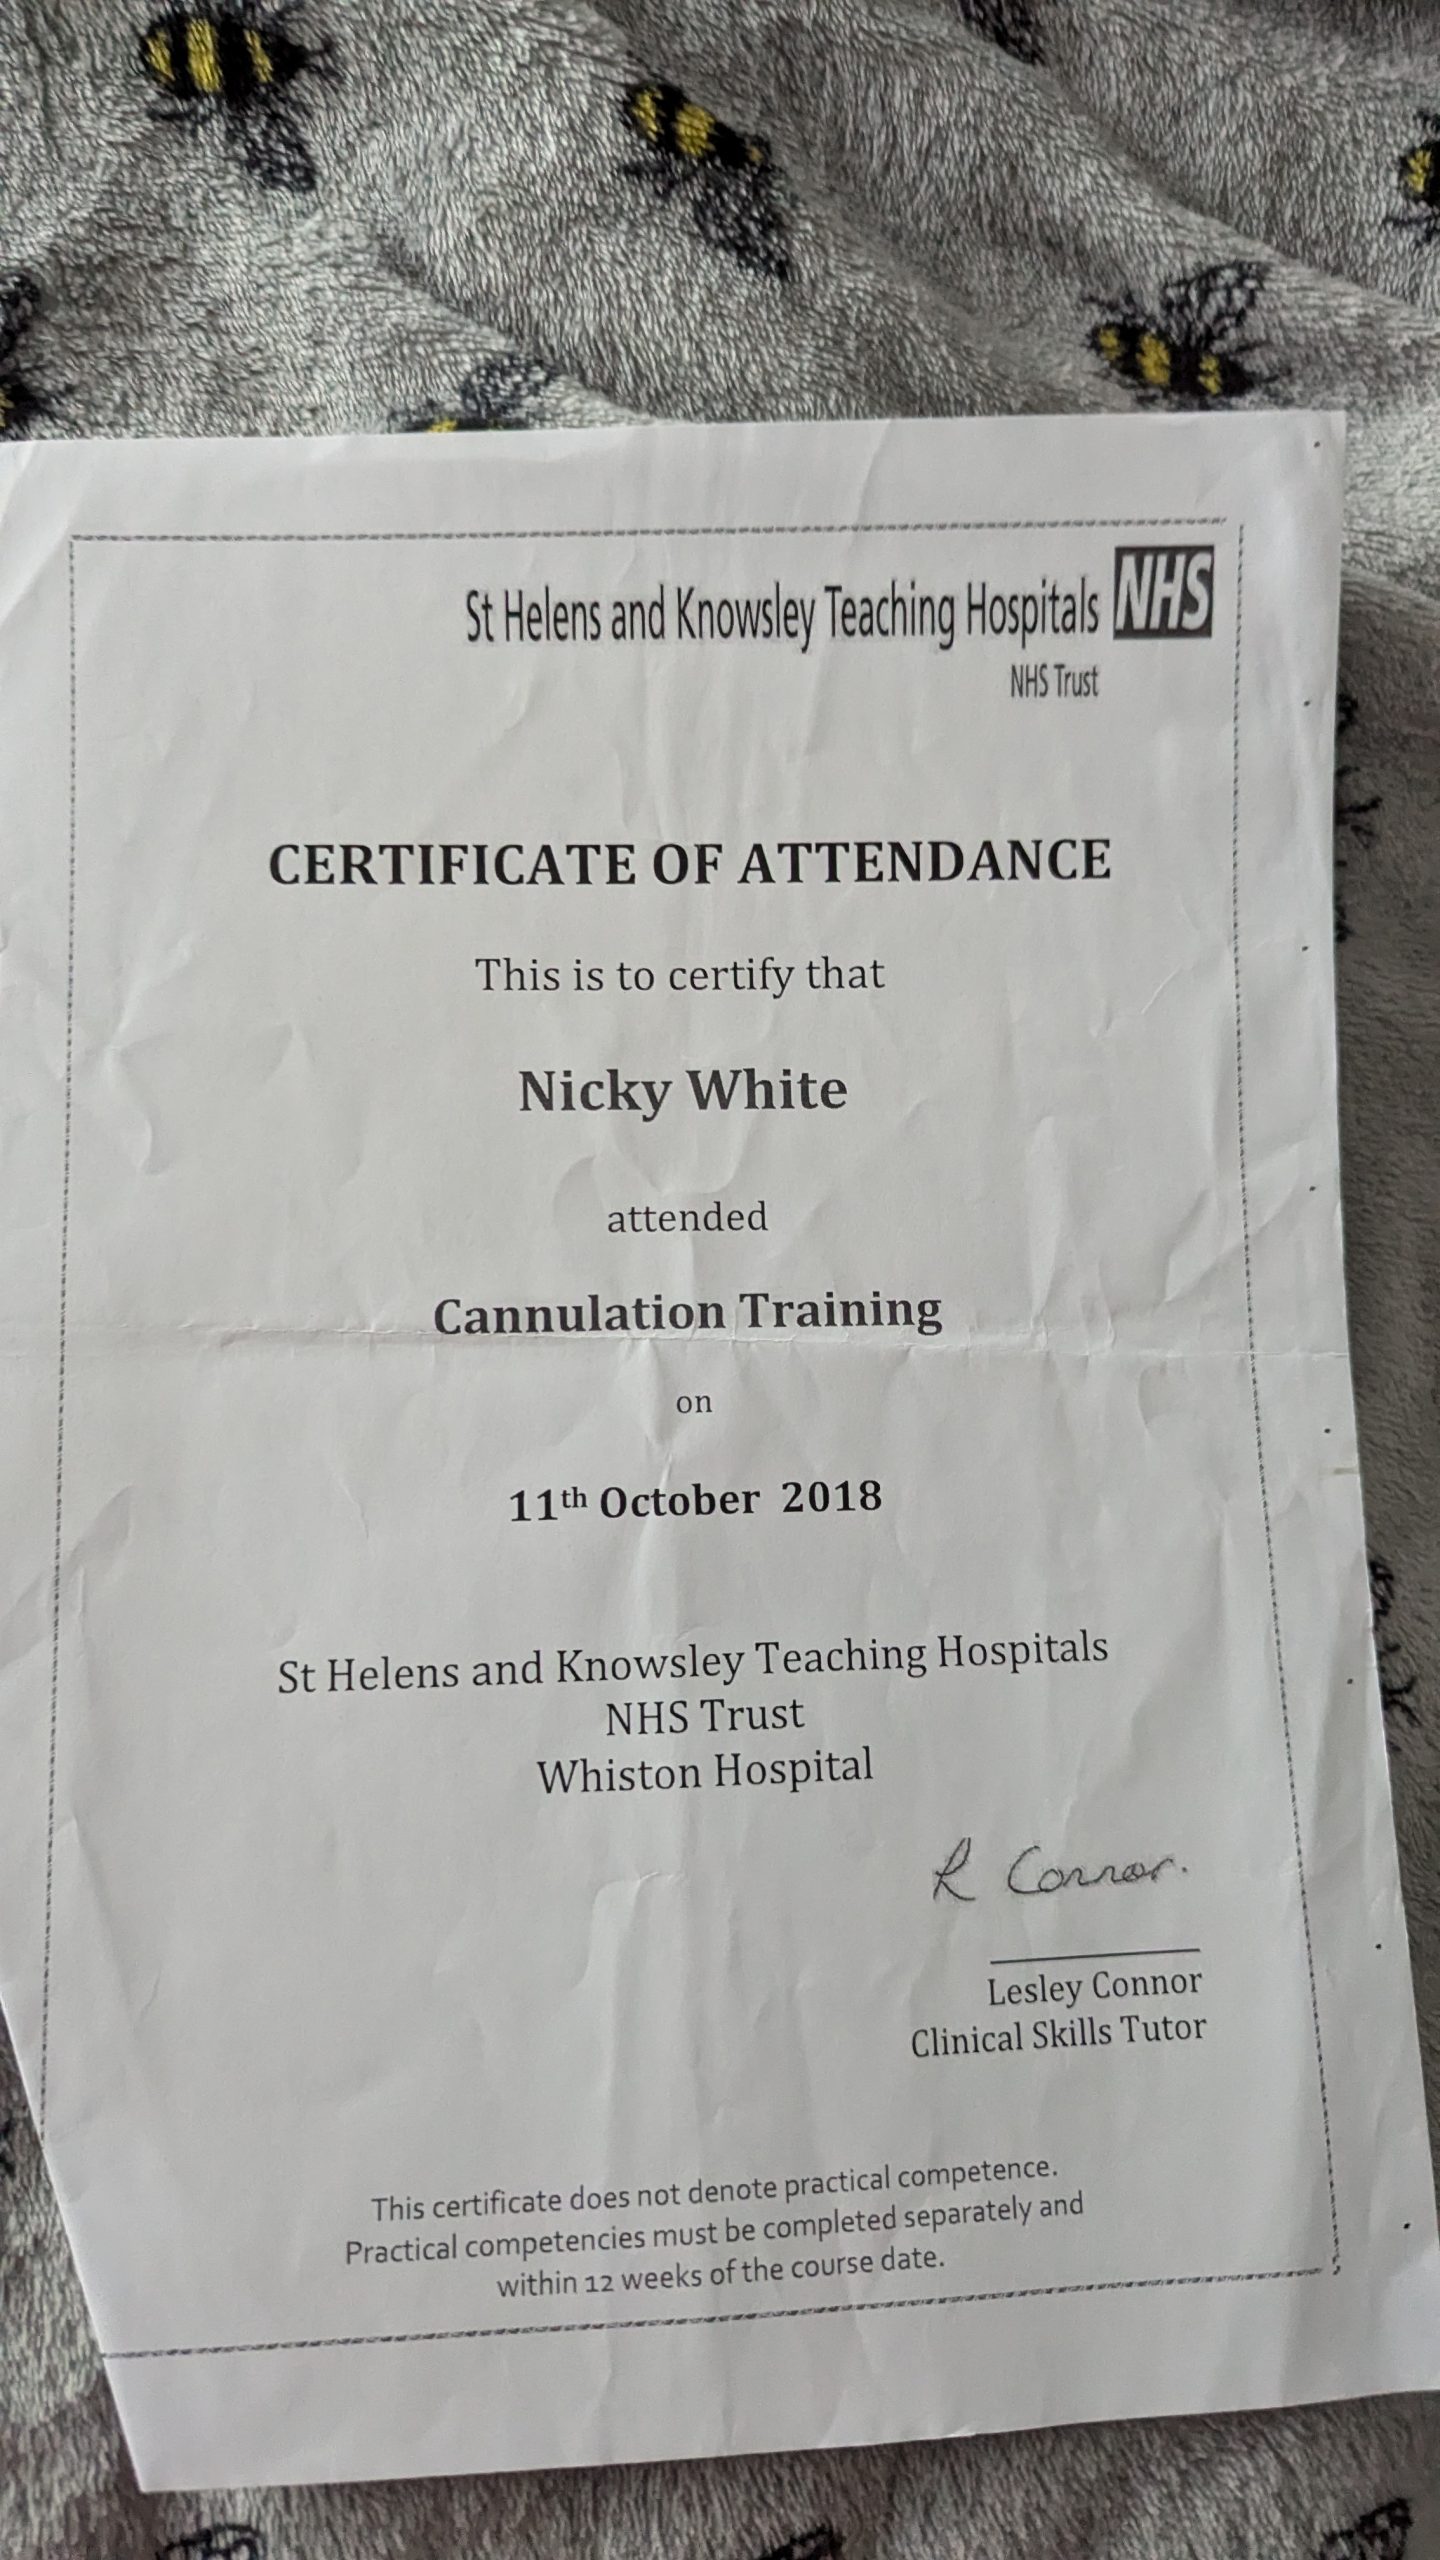 St Helens and Knowsley Teaching Hospitals NHS
NHS Trust
CERTIFICATE OF ATTENDANCE
This is to certify that
Nicky White
attended
Cannulation Training
on
11th October 2018
St Helens and Knowsley Teaching Hospitals
NHS Trust
Whiston Hospital
R Connor.
Lesley Connor
Clinical Skills Tutor
This certificate does not denote practical competence.
Practical competencies must be completed separately and
within 12 weeks of the course date.